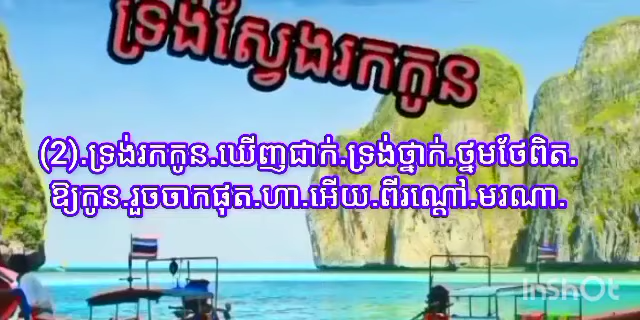 ទ្រង់ស្វែងរកកូន
(2).ទ្រង់រកកូន.ឃើញជាក់.ទ្រង់ថ្នាក់.ថ្នមថែពិត.
ឱ្យកូន.រួចចាកផុត.ហា.អើយ.ពីរណ្ដៅ.មរណា.
InShOt